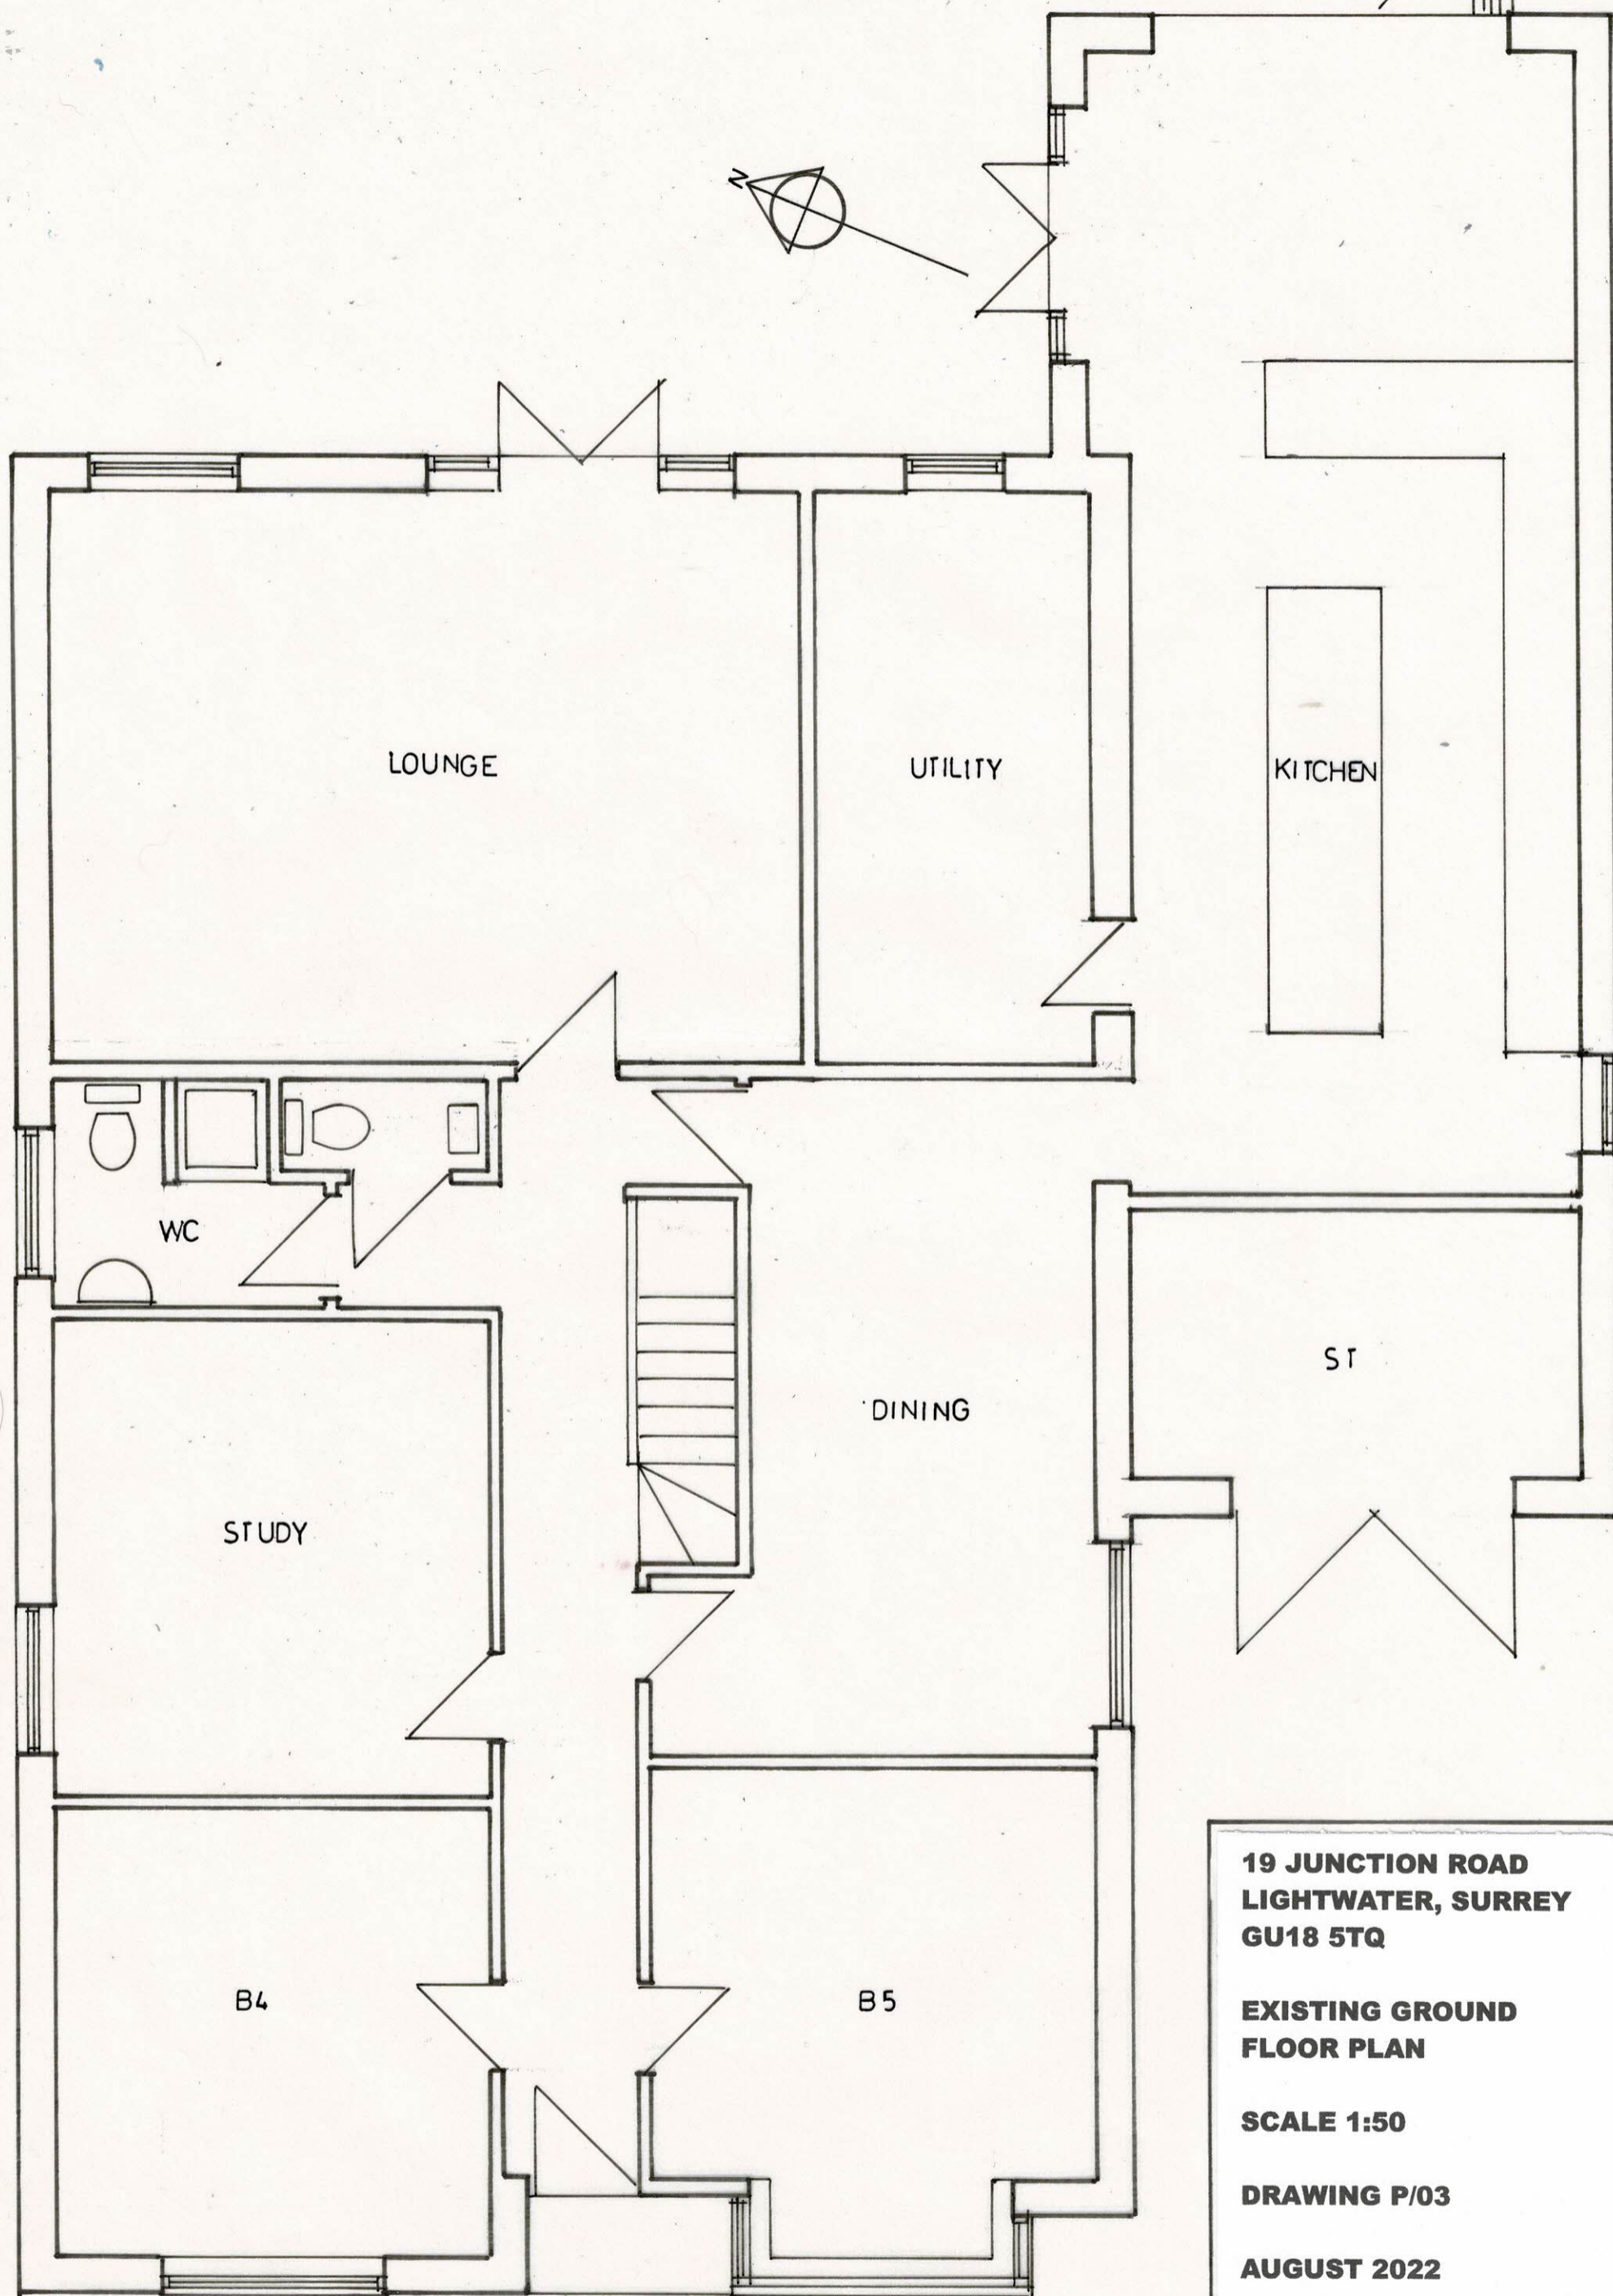 N
LOUNGE
UTILITY
KITCHEN
WC
ST
DINING
STUDY
B4
B5
19 JUNCTION ROAD
LIGHTWATER, SURREY
GU18 5TQ
EXISTING GROUND
FLOOR PLAN
SCALE 1:50
DRAWING P/03
AUGUST 2022